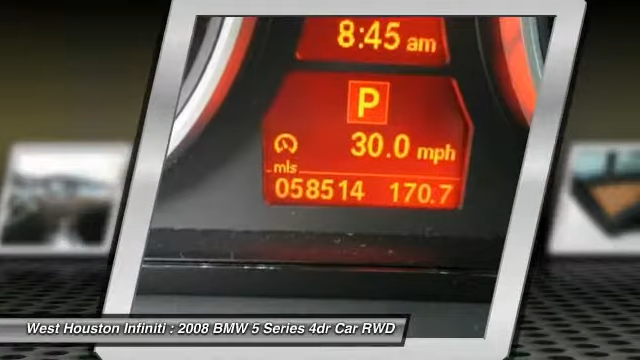 8:45 am
P
30.0 mph
mls
058514 170.7
West Houston Infiniti : 2008 BMW 5 Series 4dr Car RWD